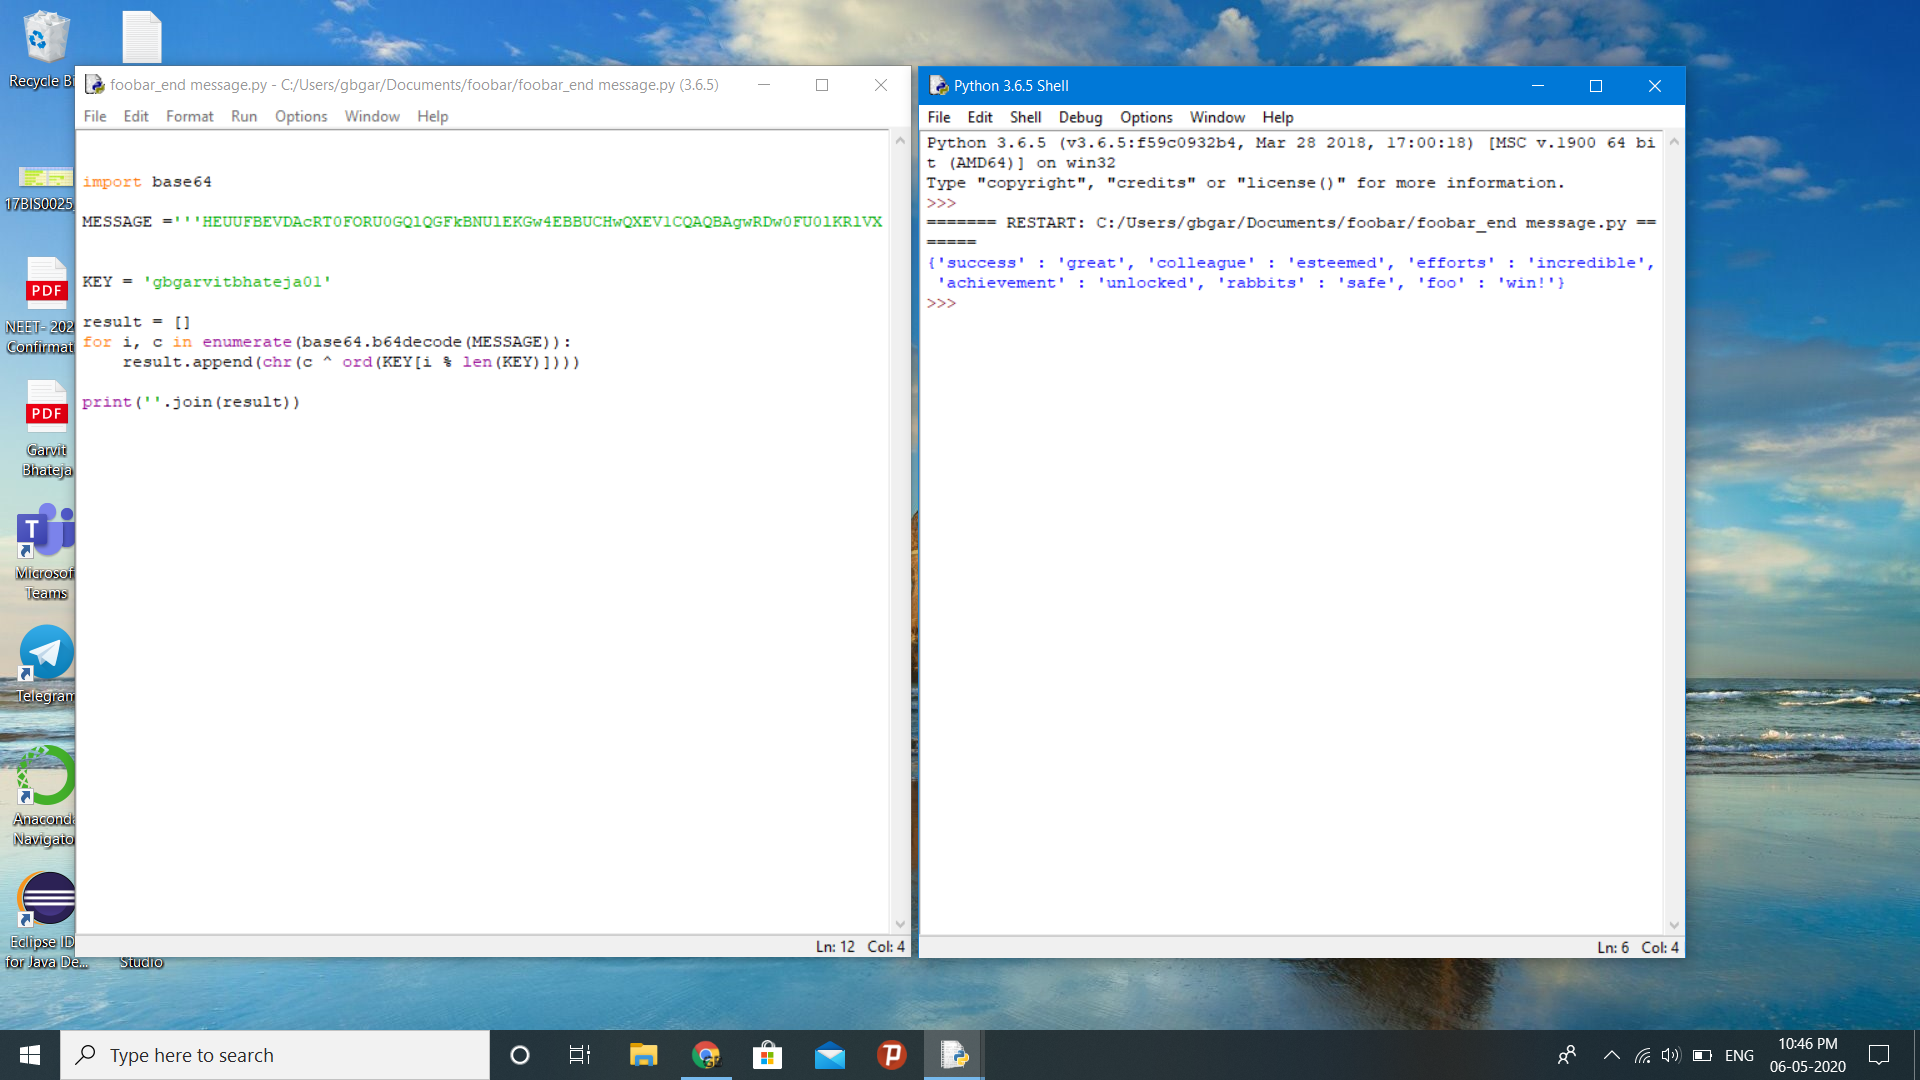 Recycle Bi
17BIS0025
PDF
NEET- 202
Confirmat
PDF
Garvit
Bhateja
T
Microsof
Teams
Telegram
Anaconda
Navigato
Eclipse ID
for Java De...
Studio
foobar_end message.py - C:/Users/gbgar/Documents/foobar/foobar_end message.py (3.6.5)
File Edit Format Run Options Window Help
import base64
MESSAGE ='''HEUUFBEVDAcRT0FORU0GQlQGFkBNUlEKGw4EBBUCHwQXEVlCQAQBAgwRDw0FU0lKRlVX
KEY = 'gbgarvitbhateja01'
result = []
for i, c in enumerate(base64.b64decode(MESSAGE)):
    result.append(chr(c ^ ord(KEY[i % len(KEY)])))
print(''.join(result))
Ln: 12 Col: 4
Python 3.6.5 Shell
File Edit Shell Debug Options Window Help
Python 3.6.5 (v3.6.5:f59c0932b4, Mar 28 2018, 17:00:18) [MSC v.1900 64 bi
t (AMD64)] on win32
Type "copyright", "credits" or "license()" for more information.
>>>
======= RESTART: C:/Users/gbgar/Documents/foobar/foobar_end message.py ==
=====
{'success' : 'great', 'colleague' : 'esteemed', 'efforts' : 'incredible',
 'achievement' : 'unlocked', 'rabbits' : 'safe', 'foo' : 'win!'}
>>>
Ln: 6 Col: 4
Type here to search
ENG
10:46 PM
06-05-2020